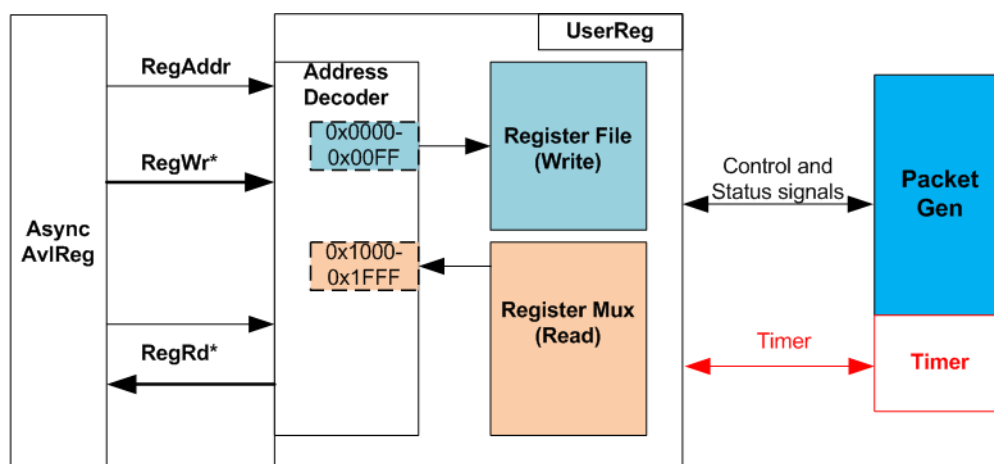 UserReg
RegAddr
Address
Decoder
0x0000-
0x00FF
Register File
(Write)
RegWr*
Control and
Status signals
Packet
Gen
Async
AvlReg
0x1000-
0x1FFF
Register Mux
(Read)
RegRd*
Timer
Timer